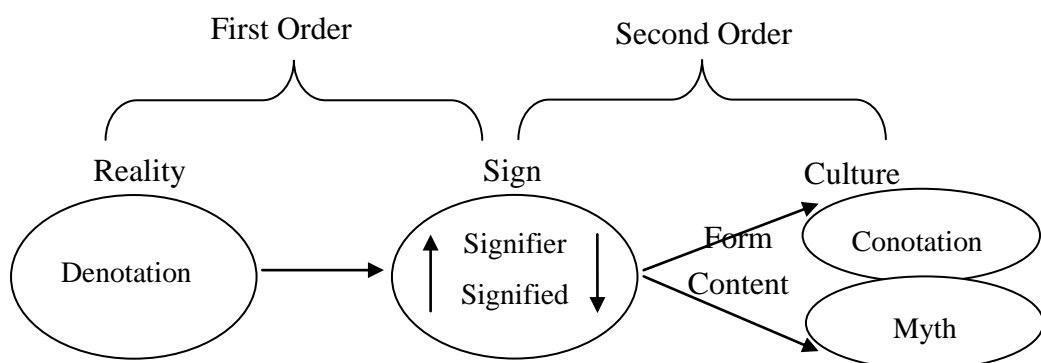 First Order
Second Order
Reality
Sign
Culture
Denotation
Signifier
Signified
Form
Content
Conotation
Myth